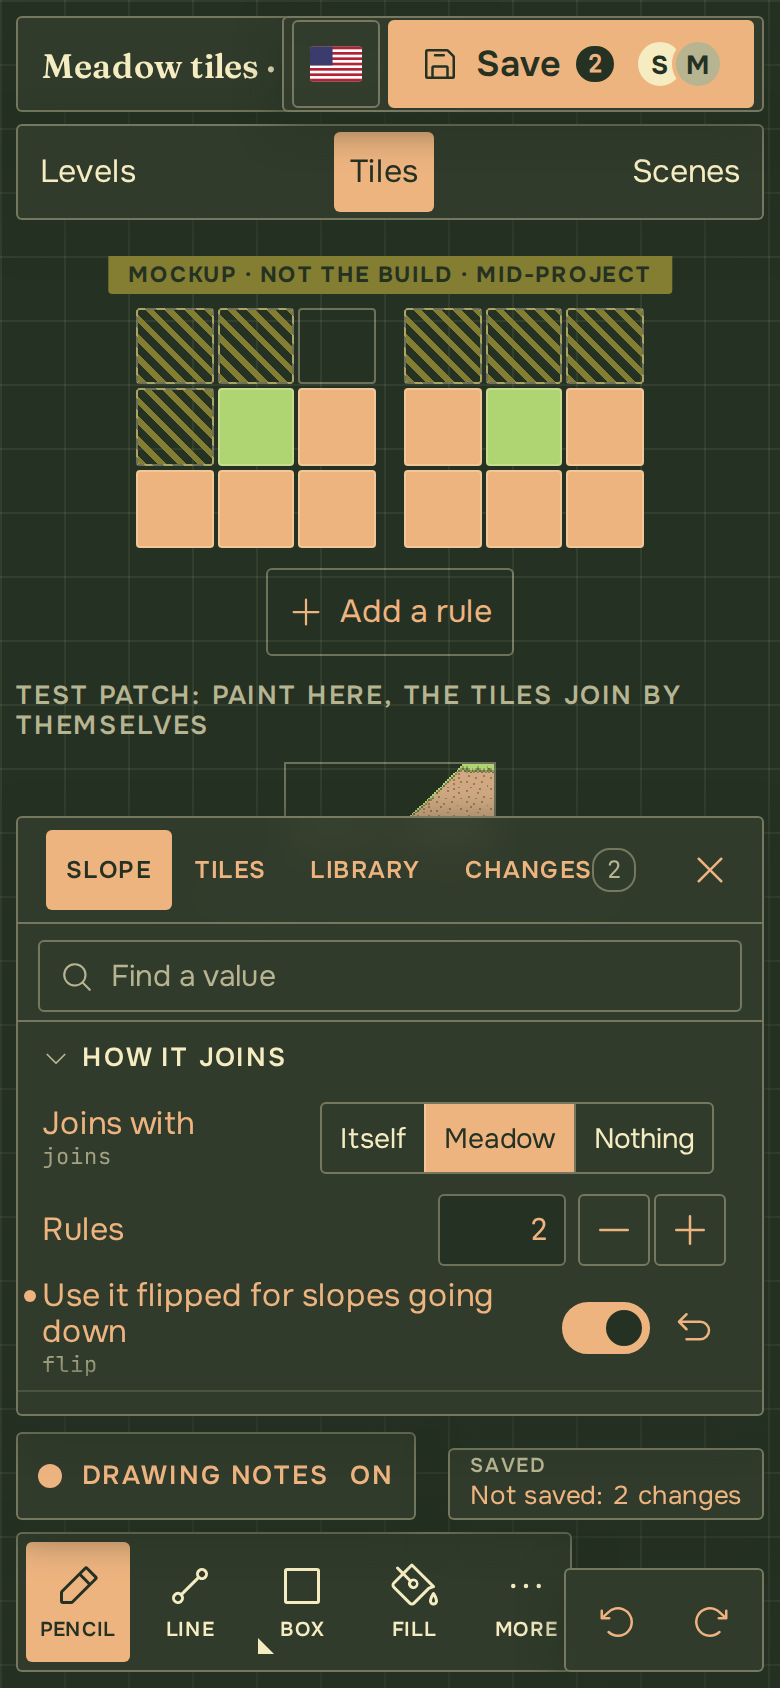 Meadow tiles ·
Save 2 S M
Levels Tiles Scenes
MOCKUP · NOT THE BUILD · MID-PROJECT
Add a rule
TEST PATCH: PAINT HERE, THE TILES JOIN BY
THEMSELVES
SLOPE TILES LIBRARY CHANGES 2
Find a value
HOW IT JOINS
Joins with
joins
Itself Meadow Nothing
Rules 2
Use it flipped for slopes going
down
flip
DRAWING NOTES ON
SAVED
Not saved: 2 changes
PENCIL LINE BOX FILL MORE